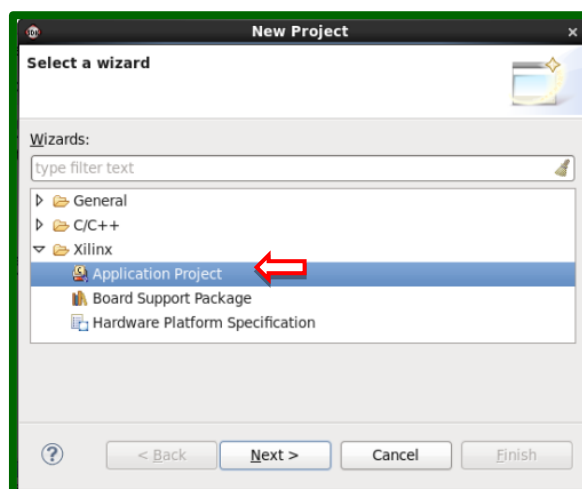 New Project
Select a wizard
Wizards:
type filter text
General
C/C++
Xilinx
Application Project
Board Support Package
Hardware Platform Specification
?
< Back
Next >
Cancel
Finish